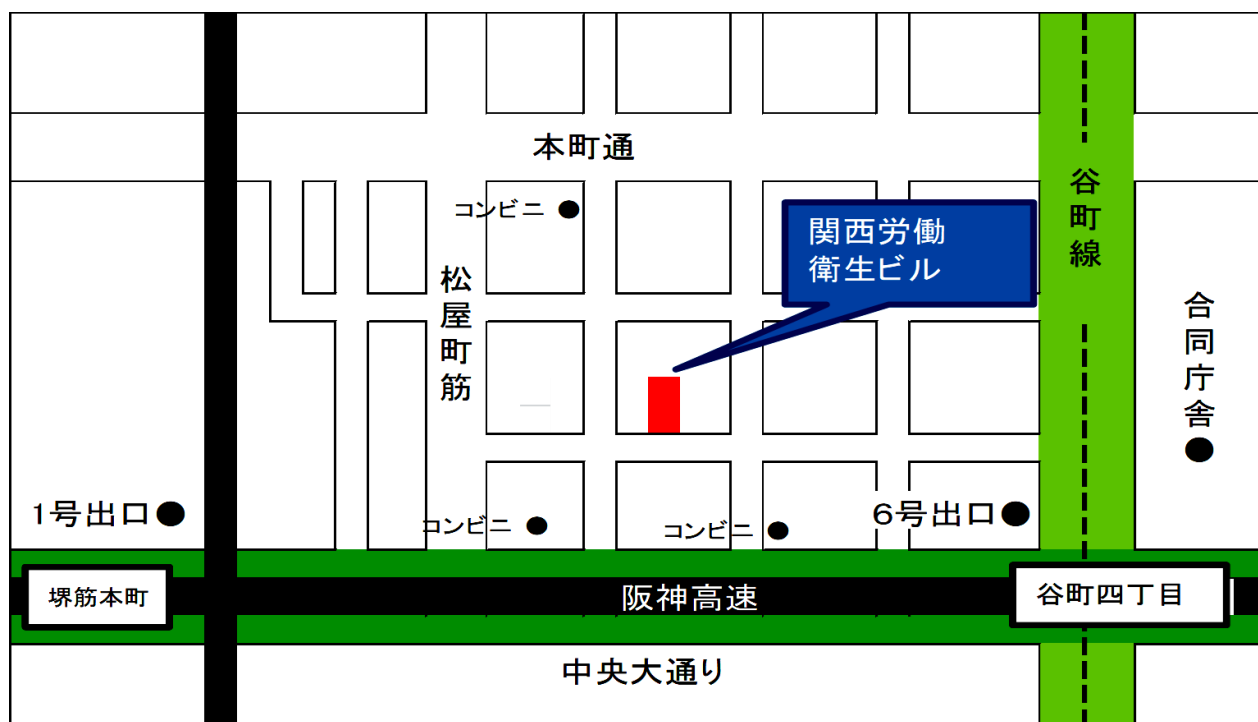 本町通
コンビニ
谷町線
関西労働
衛生ビル
松屋町筋
合同庁舎
1号出口
6号出口
コンビニ
コンビニ
堺筋本町
阪神高速
谷町四丁目
中央大通り